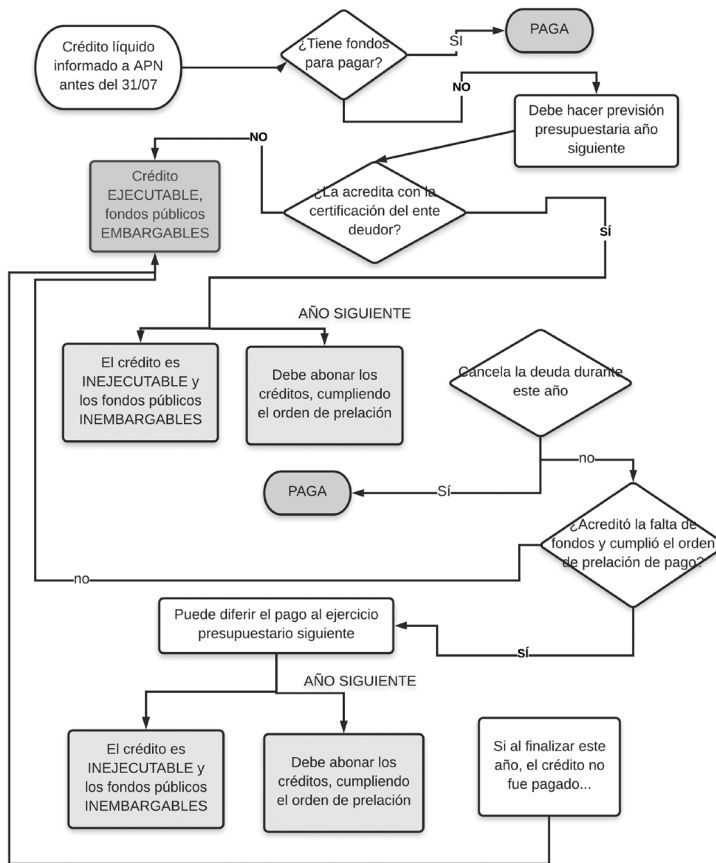 Crédito líquido
informado a APN
antes del 31/07
¿Tiene fondos
para pagar?
SI
PAGA
NO
Debe hacer previsión
presupuestaria año
siguiente
NO
¿La acredita con la
certificación del ente
deudor?
SÍ
Crédito
EJECUTABLE,
fondos públicos
EMBARGABLES
AÑO SIGUIENTE
El crédito es
INEJECUTABLE y
los fondos públicos
INEMBARGABLES
Debe abonar los
créditos, cumpliendo
el orden de prelación
Cancela la deuda durante
este año
no
Sí
PAGA
¿Acreditó la falta de
fondos y cumplió el orden
de prelación de pago?
no
SÍ
Puede diferir el pago al ejercicio
presupuestario siguiente
AÑO SIGUIENTE
El crédito es
INEJECUTABLE y
los fondos públicos
INEMBARGABLES
Debe abonar los
créditos, cumpliendo
el orden de prelación
Si al finalizar este
año, el crédito no
fue pagado...